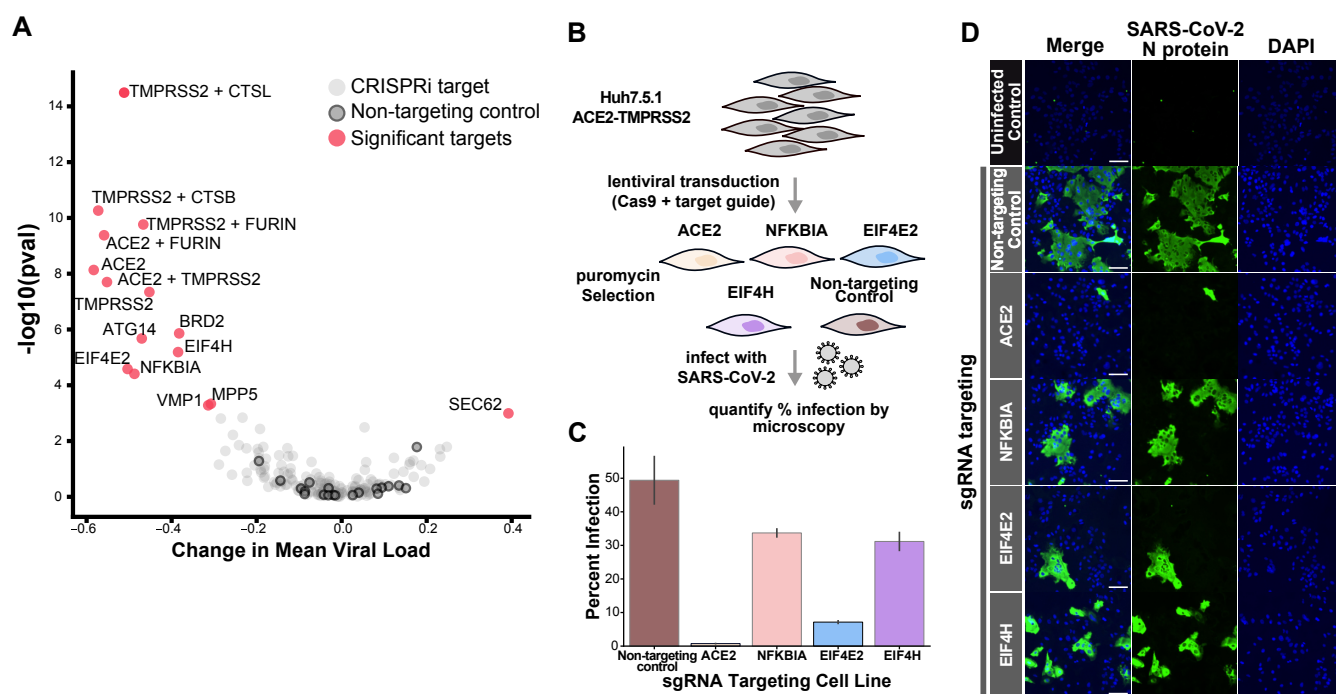 A
TMPRSS2 + CTSL
CRISPRi target
Non-targeting control
Significant targets
TMPRSS2 + CTSB
TMPRSS2 + FURIN
ACE2 + FURIN
ACE2
ACE2 + TMPRSS2
TMPRSS2
ATG14
BRD2
EIF4H
EIF4E2
NFKBIA
VMP1
MPP5
SEC62
-log10(pval)
14
12
10
8
6
4
2
0
−0.6
−0.4
−0.2
0.0
0.2
0.4
Change in Mean Viral Load
B
Huh7.5.1
ACE2-TMPRSS2
lentiviral transduction
(Cas9 + target guide)
ACE2
NFKBIA
EIF4E2
puromycin
Selection
EIF4H
Non-targeting
Control
infect with
SARS-CoV-2
quantify % infection by
microscopy
C
Percent Infection
50
40
30
20
10
0
Non-targeting
control
ACE2
NFKBIA
EIF4E2
EIF4H
sgRNA Targeting Cell Line
D
Merge
SARS-CoV-2
N protein
DAPI
Uninfected
Control
sgRNA targeting
Non-targeting
Control
ACE2
NFKBIA
EIF4E2
EIF4H